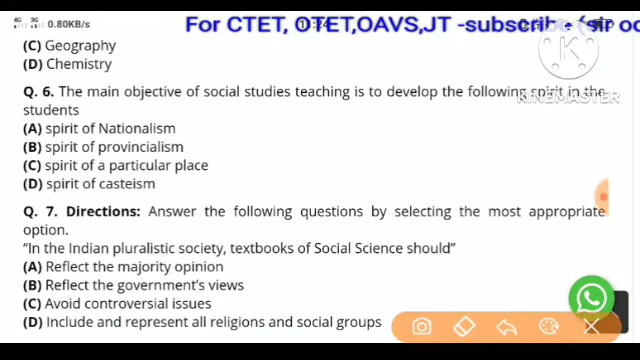 4G 3G 0.80KB/s
For CTET, OTET,OAVS,JT -subscribe (sir
(C) Geography
(D) Chemistry
KINEMASTER
Q. 6. The main objective of social studies teaching is to develop the following spirit in the
students
(A) spirit of Nationalism
(B) spirit of provincialism
(C) spirit of a particular place
(D) spirit of casteism
Q. 7. Directions: Answer the following questions by selecting the most appropriate
option.
“In the Indian pluralistic society, textbooks of Social Science should”
(A) Reflect the majority opinion
(B) Reflect the government’s views
(C) Avoid controversial issues
(D) Include and represent all religions and social groups